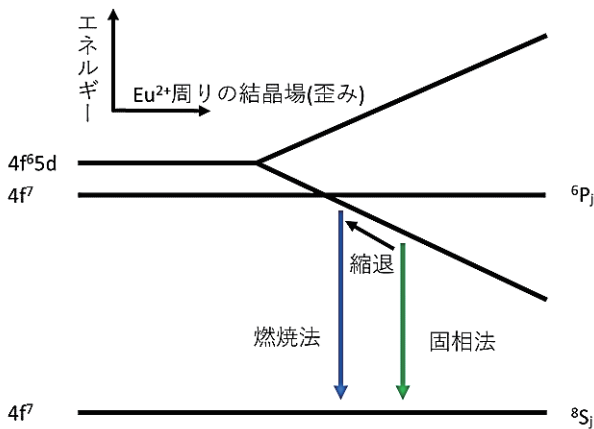 エネルギー
Eu²⁺周りの結晶場(歪み)
4f⁶5d
4f⁷
⁶Pⱼ
縮退
燃焼法
固相法
4f⁷
⁸Sⱼ